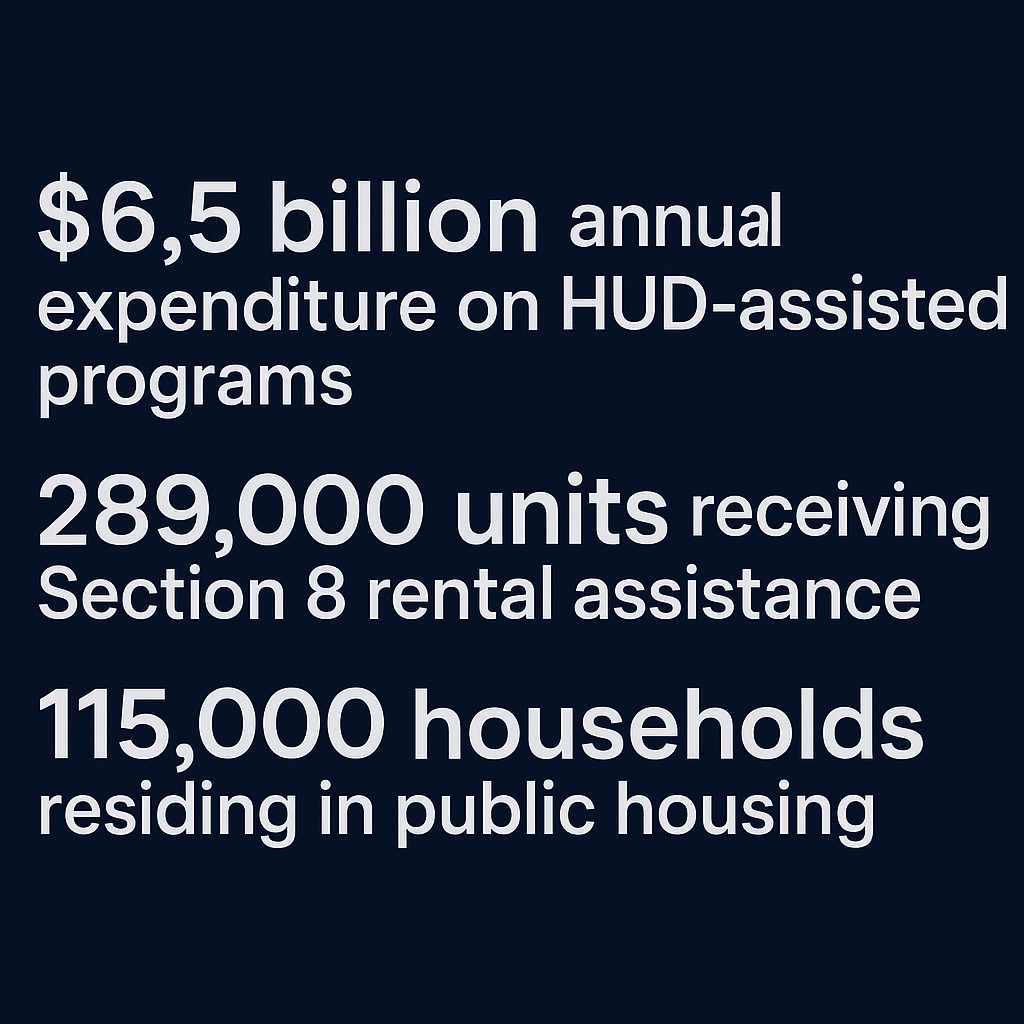 $6,5 billion annual
expenditure on HUD-assisted
programs
289,000 units receiving
Section 8 rental assistance
115,000 households
residing in public housing